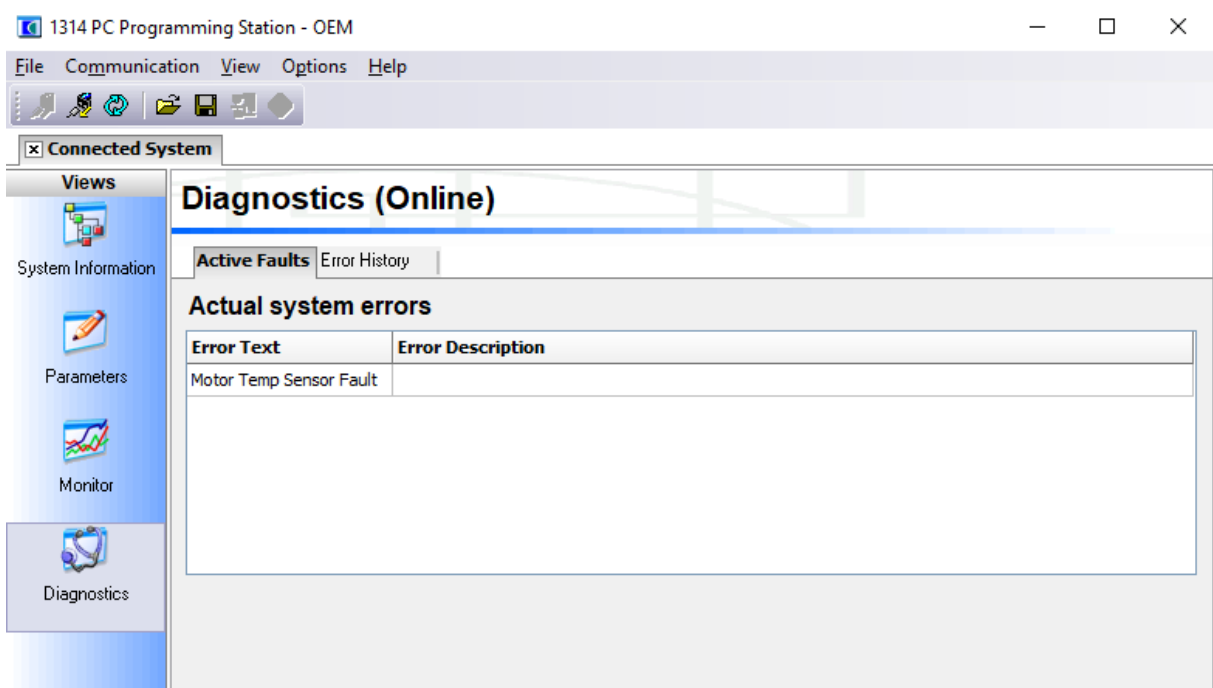 1314 PC Programming Station - OEM
File Communication View Options Help
Connected System
Views
System Information
Parameters
Monitor
Diagnostics
Diagnostics (Online)
Active Faults Error History
Actual system errors
Error Text Error Description
Motor Temp Sensor Fault